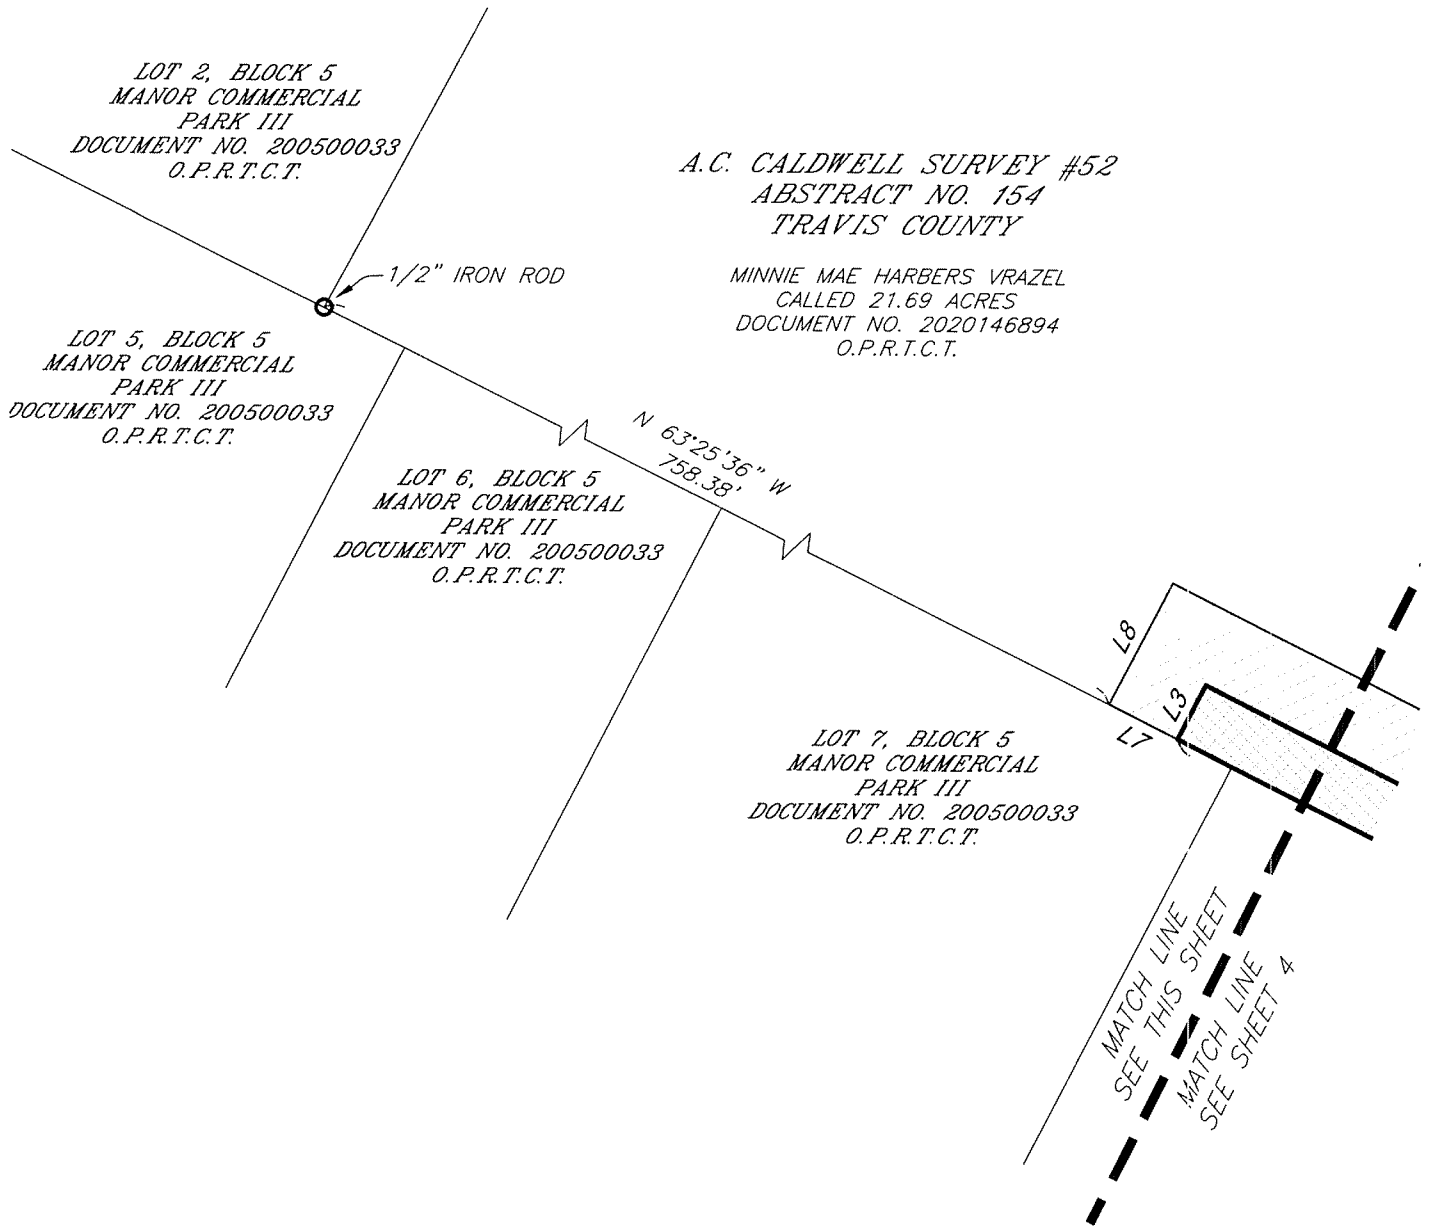 LOT 2, BLOCK 5
MANOR COMMERCIAL
PARK III
DOCUMENT NO. 200500033
O.P.R.T.C.T.
A.C. CALDWELL SURVEY #52
ABSTRACT NO. 154
TRAVIS COUNTY
1/2" IRON ROD
MINNIE MAE HARBERS VRAZEL
CALLED 21.69 ACRES
DOCUMENT NO. 2020146894
O.P.R.T.C.T.
LOT 5, BLOCK 5
MANOR COMMERCIAL
PARK III
DOCUMENT NO. 200500033
O.P.R.T.C.T.
N 63°25'36" W
758.38'
LOT 6, BLOCK 5
MANOR COMMERCIAL
PARK III
DOCUMENT NO. 200500033
O.P.R.T.C.T.
L8
L3
L7
LOT 7, BLOCK 5
MANOR COMMERCIAL
PARK III
DOCUMENT NO. 200500033
O.P.R.T.C.T.
MATCH LINE
SEE THIS SHEET
MATCH LINE
SEE SHEET 4